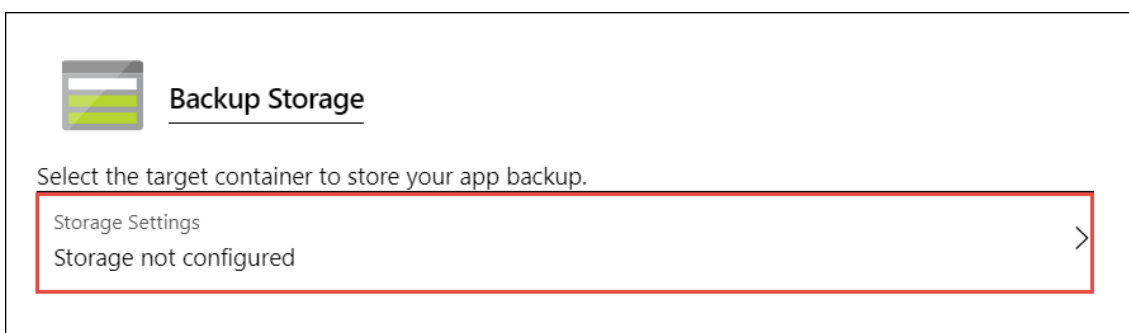 Backup Storage
Select the target container to store your app backup.
Storage Settings
Storage not configured